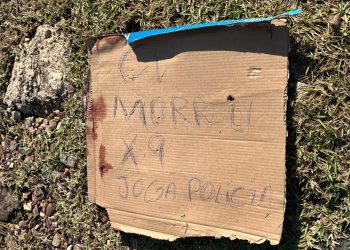 CV
MORREU
X9
JOGA POLICIA